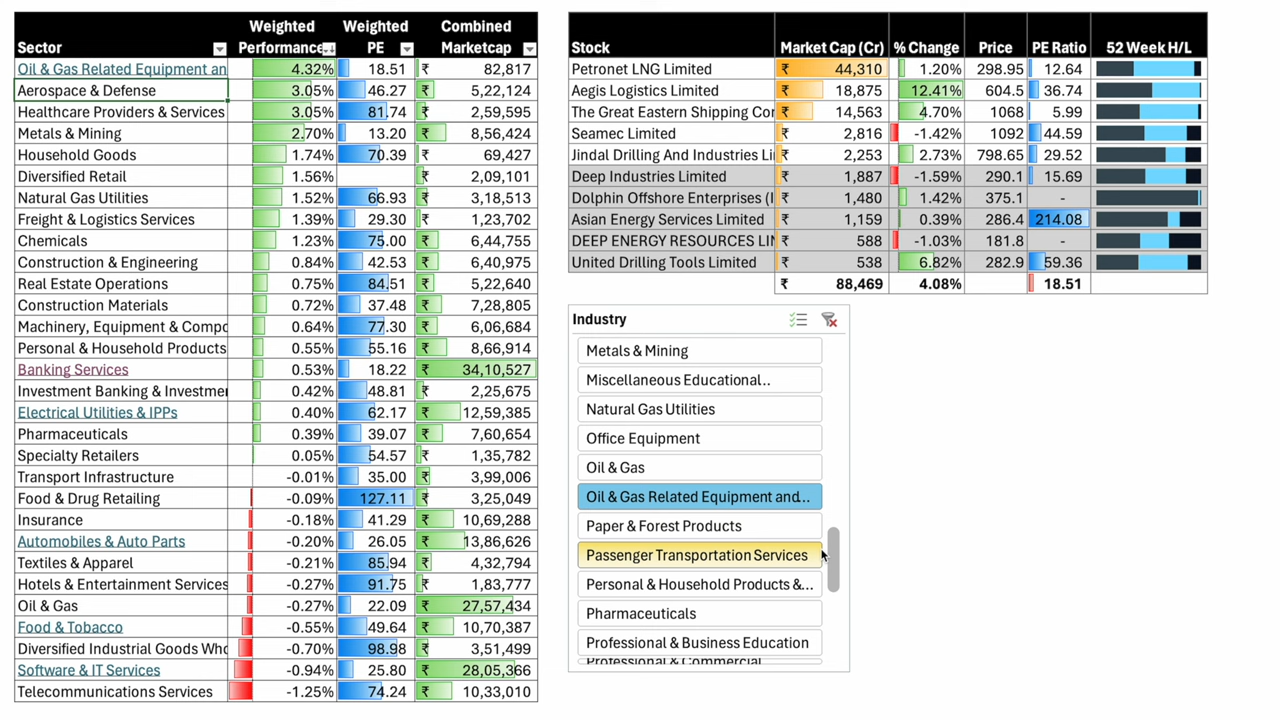 Sector Weighted Performance Weighted PE Combined Marketcap
Oil & Gas Related Equipment an 4.32% 18.51 ₹ 82,817
Aerospace & Defense 3.05% 46.27 ₹ 5,22,124
Healthcare Providers & Services 3.05% 81.74 ₹ 2,59,595
Metals & Mining 2.70% 13.20 ₹ 8,56,424
Household Goods 1.74% 70.39 ₹ 69,427
Diversified Retail 1.56% ₹ 2,09,101
Natural Gas Utilities 1.52% 66.93 ₹ 3,18,513
Freight & Logistics Services 1.39% 29.30 ₹ 1,23,702
Chemicals 1.23% 75.00 ₹ 6,44,755
Construction & Engineering 0.84% 42.53 ₹ 6,40,975
Real Estate Operations 0.75% 84.51 ₹ 5,22,640
Construction Materials 0.72% 37.48 ₹ 7,28,805
Machinery, Equipment & Compo 0.64% 77.30 ₹ 6,06,684
Personal & Household Products 0.55% 55.16 ₹ 8,66,914
Banking Services 0.53% 18.22 ₹ 34,10,527
Investment Banking & Investmer 0.42% 48.81 ₹ 2,25,675
Electrical Utilities & IPPs 0.40% 62.17 ₹ 12,59,385
Pharmaceuticals 0.39% 39.07 ₹ 7,60,654
Specialty Retailers 0.05% 54.57 ₹ 1,35,782
Transport Infrastructure -0.01% 35.00 ₹ 3,99,006
Food & Drug Retailing -0.09% 127.11 ₹ 3,25,049
Insurance -0.18% 41.29 ₹ 10,69,288
Automobiles & Auto Parts -0.20% 26.05 ₹ 13,86,626
Textiles & Apparel -0.21% 85.94 ₹ 4,32,794
Hotels & Entertainment Services -0.27% 91.75 ₹ 1,83,777
Oil & Gas -0.27% 22.09 ₹ 27,57,434
Food & Tobacco -0.55% 49.64 ₹ 10,70,387
Diversified Industrial Goods Who -0.70% 98.98 ₹ 3,51,499
Software & IT Services -0.94% 25.80 ₹ 28,05,366
Telecommunications Services -1.25% 74.24 ₹ 10,33,010
Stock Market Cap (Cr) % Change Price PE Ratio 52 Week H/L
Petronet LNG Limited ₹ 44,310 1.20% 298.95 12.64
Aegis Logistics Limited ₹ 18,875 12.41% 604.5 36.74
The Great Eastern Shipping Cor ₹ 14,563 4.70% 1068 5.99
Seamec Limited ₹ 2,816 -1.42% 1092 44.59
Jindal Drilling And Industries Lii ₹ 2,253 2.73% 798.65 29.52
Deep Industries Limited ₹ 1,887 -1.59% 290.1 15.69
Dolphin Offshore Enterprises (I ₹ 1,480 1.42% 375.1 -
Asian Energy Services Limited ₹ 1,159 0.39% 286.4 214.08
DEEP ENERGY RESOURCES LIM ₹ 588 -1.03% 181.8 -
United Drilling Tools Limited ₹ 538 6.82% 282.9 59.36
₹ 88,469 4.08% 18.51
Industry
Metals & Mining
Miscellaneous Educational..
Natural Gas Utilities
Office Equipment
Oil & Gas
Oil & Gas Related Equipment and...
Paper & Forest Products
Passenger Transportation Services
Personal & Household Products &...
Pharmaceuticals
Professional & Business Education
Professional & Commercial